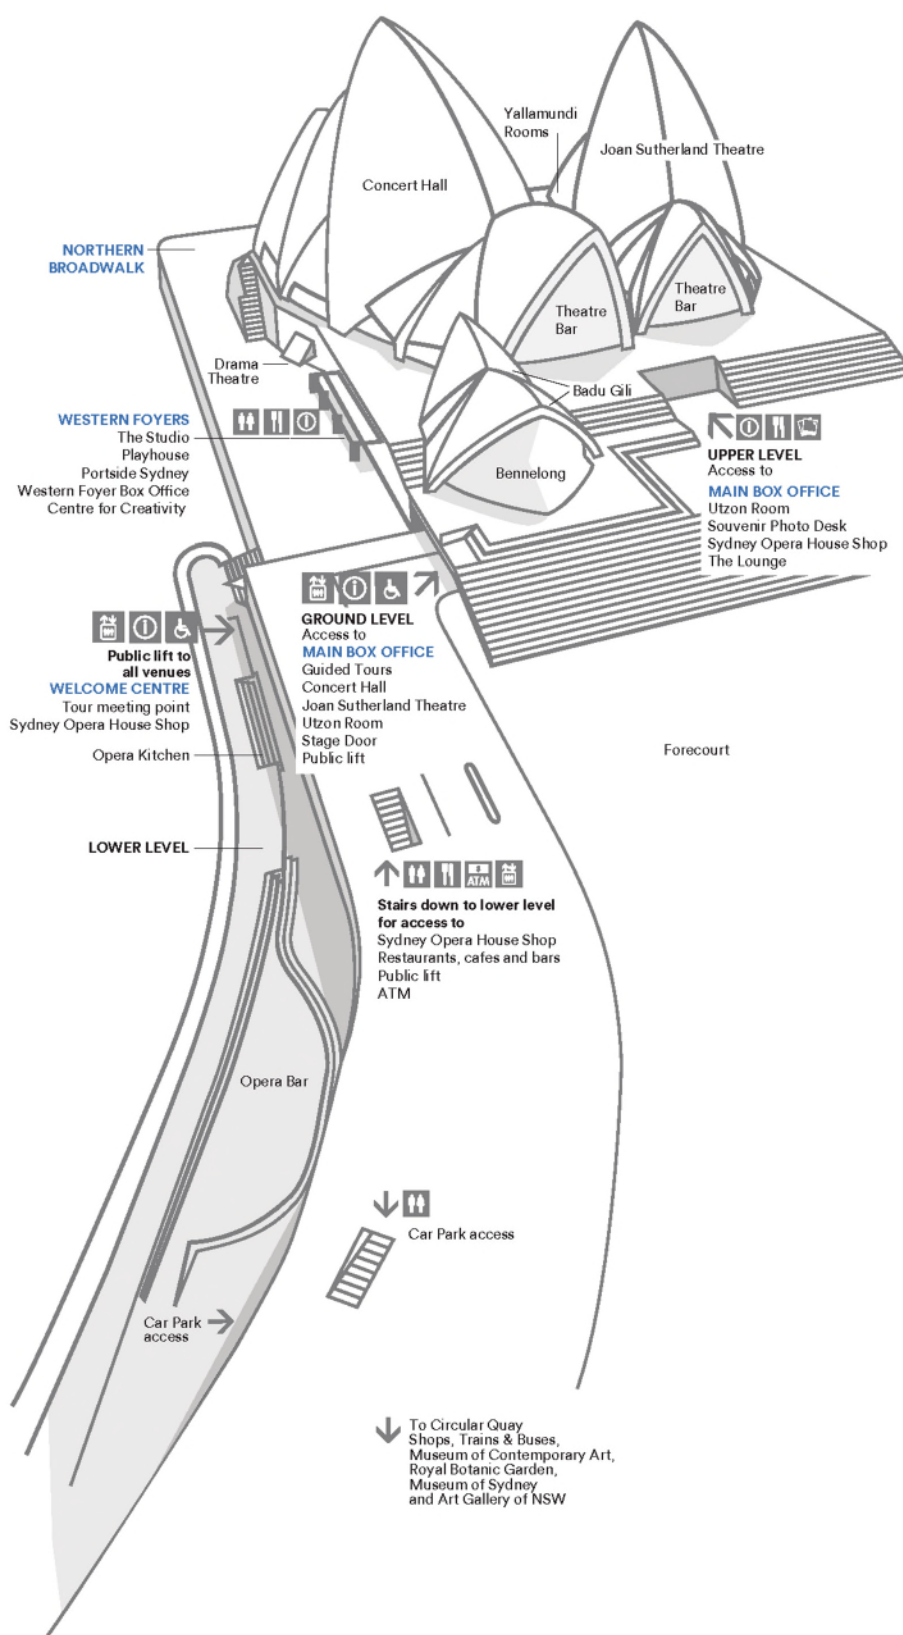 Yallamundi
Rooms
Joan Sutherland Theatre
Concert Hall
NORTHERN
BROADWALK
Theatre
Bar
Theatre
Bar
Drama
Theatre
Badu Gili
WESTERN FOYERS
The Studio
Playhouse
Portside Sydney
Western Foyer Box Office
Centre for Creativity
Bennelong
UPPER LEVEL
Access to
MAIN BOX OFFICE
Utzon Room
Souvenir Photo Desk
Sydney Opera House Shop
The Lounge
GROUND LEVEL
Access to
MAIN BOX OFFICE
Guided Tours
Concert Hall
Joan Sutherland Theatre
Utzon Room
Stage Door
Public lift
Public lift to
all venues
WELCOME CENTRE
Tour meeting point
Sydney Opera House Shop
Opera Kitchen
Forecourt
LOWER LEVEL
ATM
Stairs down to lower level
for access to
Sydney Opera House Shop
Restaurants, cafes and bars
Public lift
ATM
Opera Bar
Car Park access
Car Park
access
To Circular Quay
Shops, Trains & Buses,
Museum of Contemporary Art,
Royal Botanic Garden,
Museum of Sydney
and Art Gallery of NSW